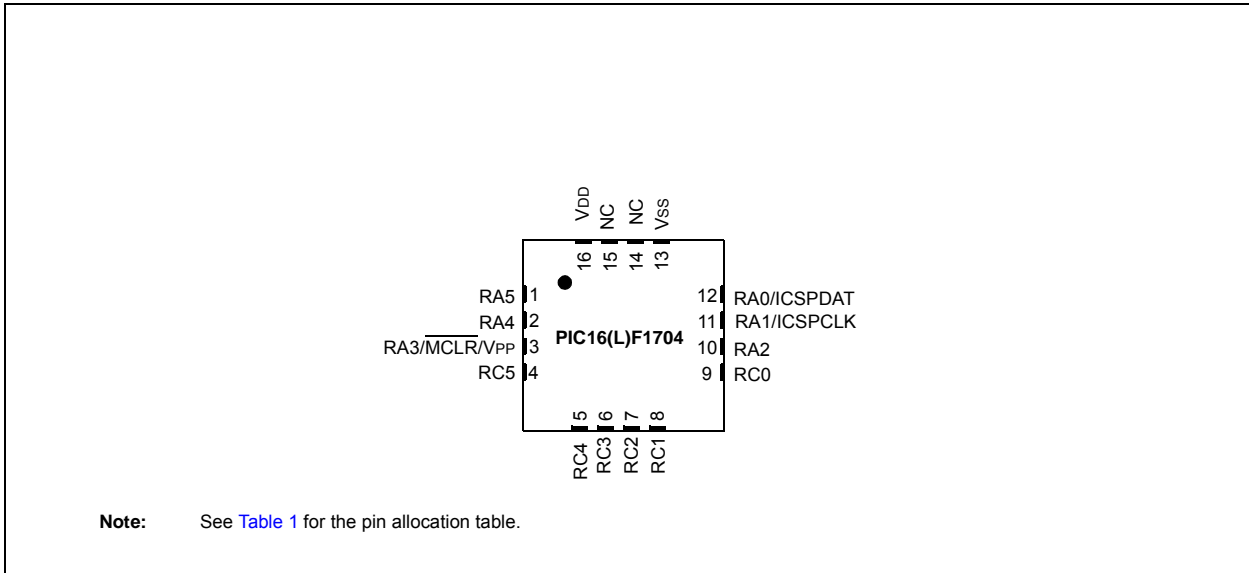 VDD
NC
NC
VSS
16
15
14
13
RA5 1
RA4 2
RA3/MCLR/VPP 3
RC5 4
PIC16(L)F1704
12 RA0/ICSPDAT
11 RA1/ICSPCLK
10 RA2
9 RC0
5
6
7
8
RC4
RC3
RC2
RC1
Note: See Table 1 for the pin allocation table.